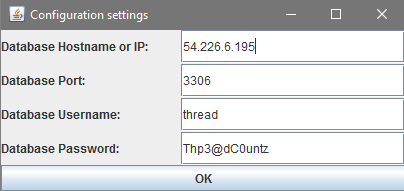 Configuration settings
Database Hostname or IP: 54.226.6.195
Database Port: 3306
Database Username: thread
Database Password: Thp3@dC0untz
OK